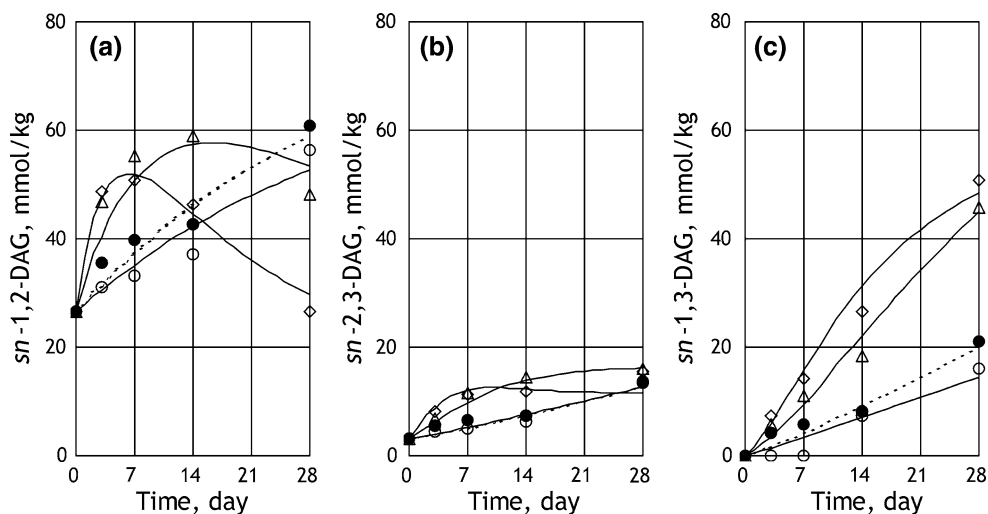 (a)
80
60
40
20
0
0 7 14 21 28
Time, day
sn-1,2-DAG, mmol/kg
(b)
80
60
40
20
0
0 7 14 21 28
Time, day
sn-2,3-DAG, mmol/kg
(c)
80
60
40
20
0
0 7 14 21 28
Time, day
sn-1,3-DAG, mmol/kg